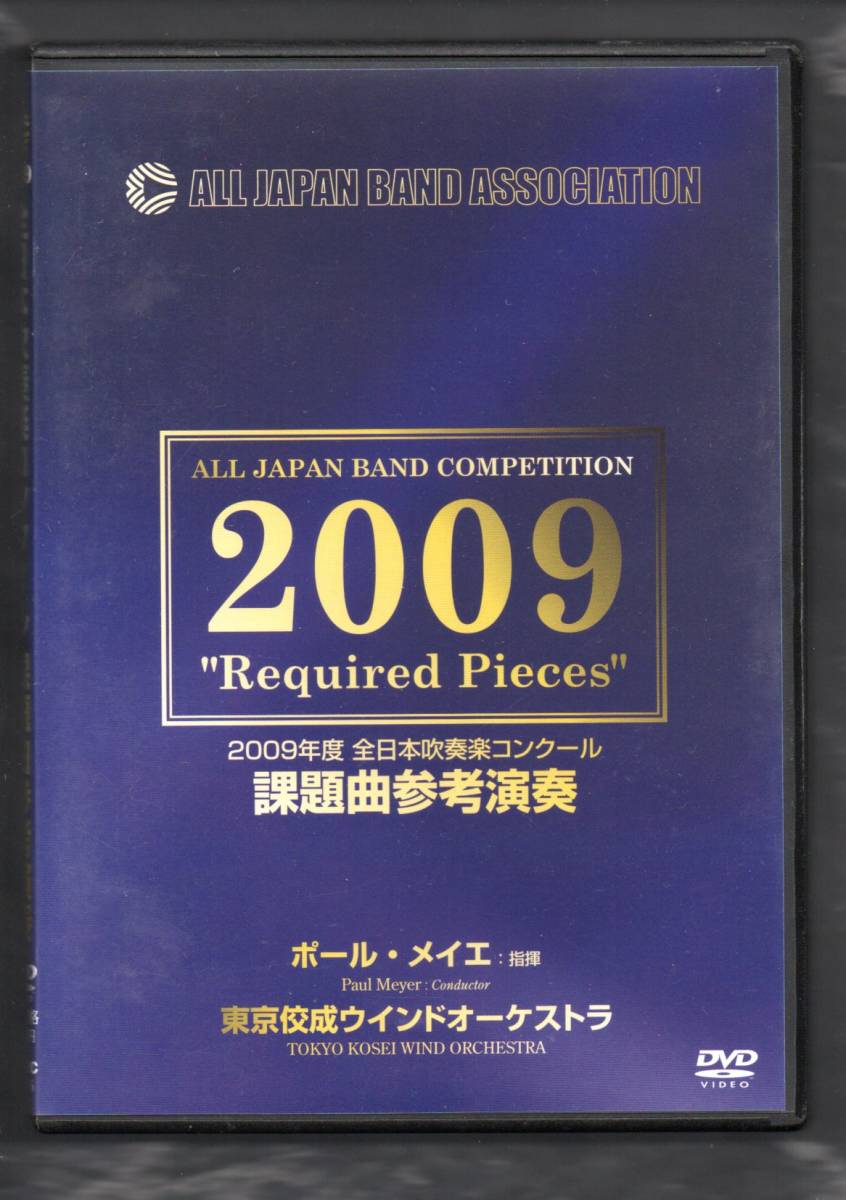 ALL JAPAN BAND ASSOCIATION
ALL JAPAN BAND COMPETITION
2009
"Required Pieces"
2009年度 全日本吹奏楽コンクール
課題曲参考演奏
ポール・メイエ : 指揮
Paul Meyer : Conductor
東京佼成ウインドオーケストラ
TOKYO KOSEI WIND ORCHESTRA
DVD
VIDEO